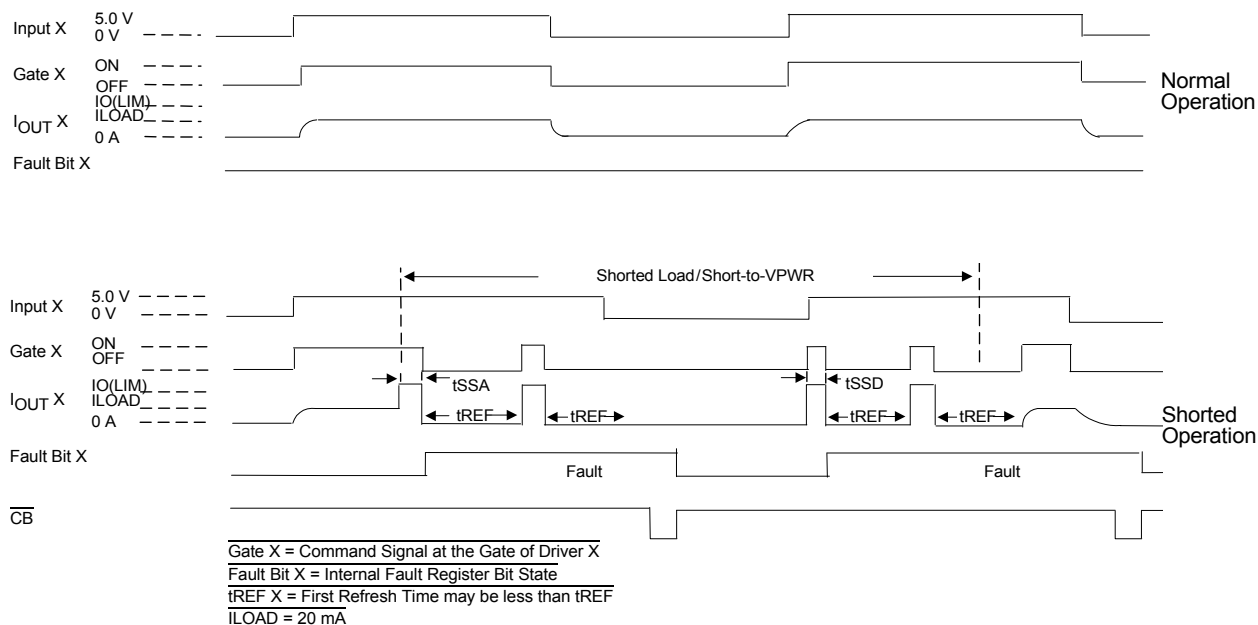 Input X 5.0 V
0 V
Gate X ON
OFF
IO(LIM)
IOUT X ILOAD
0 A
Fault Bit X
Normal
Operation
Shorted Load/Short-to-VPWR
Input X 5.0 V
0 V
Gate X ON
OFF
IO(LIM)
IOUT X ILOAD
0 A
tSSA
tSSD
tREF
tREF
tREF
tREF
Shorted
Operation
Fault Bit X
Fault
Fault
CB
Gate X = Command Signal at the Gate of Driver X
Fault Bit X = Internal Fault Register Bit State
tREF X = First Refresh Time may be less than tREF
ILOAD = 20 mA